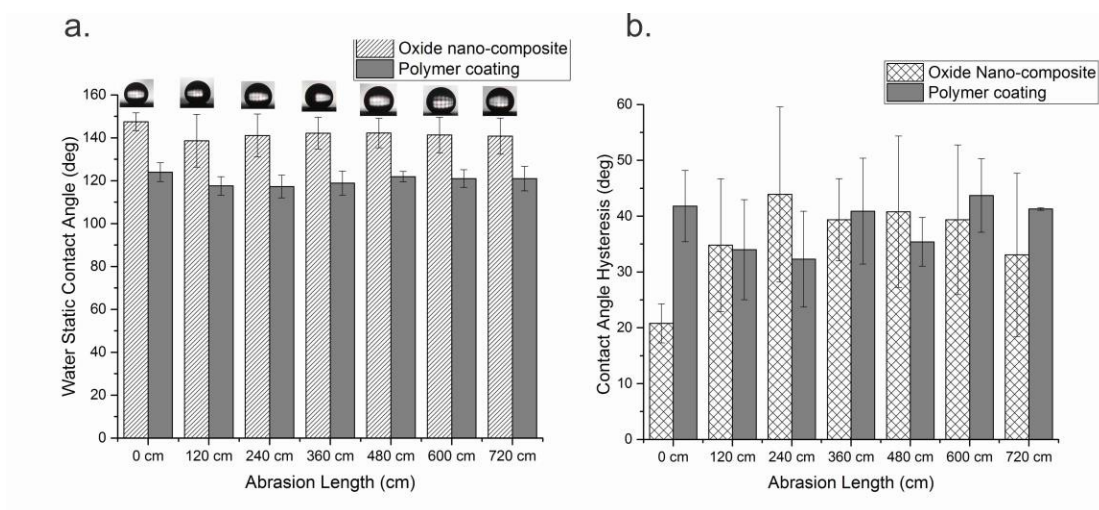 a.
Oxide nano-composite
Polymer coating
160
140
120
100
80
60
40
20
0
Water Static Contact Angle (deg)
0 cm 120 cm 240 cm 360 cm 480 cm 600 cm 720 cm
Abrasion Length (cm)
b.
Oxide Nano-composite
Polymer coating
60
50
40
30
20
10
0
Contact Angle Hysteresis (deg)
0 cm 120 cm 240 cm 360 cm 480 cm 600 cm 720 cm
Abrasion Length (cm)